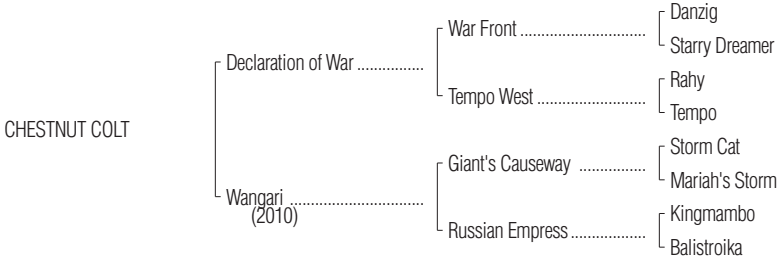 Danzig
War Front ..............................
Starry Dreamer
Declaration of War ................
Rahy
Tempo West ..........................
Tempo
CHESTNUT COLT
Storm Cat
Giant's Causeway ................
Mariah's Storm
Wangari ................................
(2010)
Kingmambo
Russian Empress ..................
Balistroika